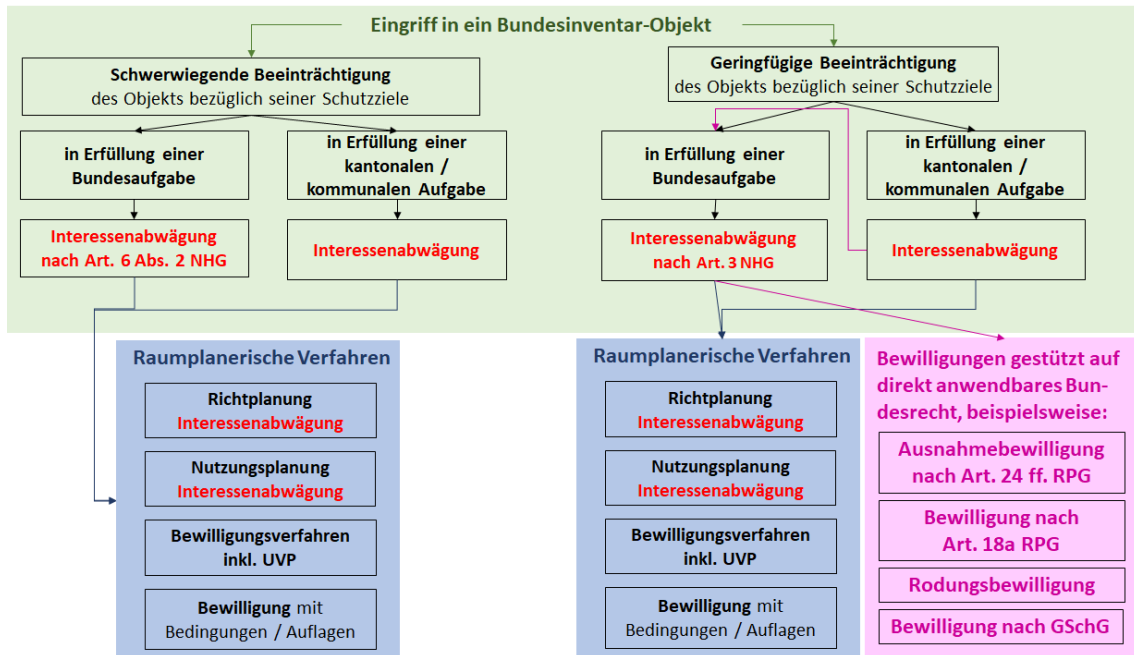 Eingriff in ein Bundesinventar-Objekt
Schwerwiegende Beeinträchtigung
des Objekts bezüglich seiner Schutzziele
in Erfüllung einer
Bundesaufgabe
in Erfüllung einer
kantonalen /
kommunalen Aufgabe
Interessenabwägung
nach Art. 6 Abs. 2 NHG
Interessenabwägung
Geringfügige Beeinträchtigung
des Objekts bezüglich seiner Schutzziele
in Erfüllung einer
Bundesaufgabe
in Erfüllung einer
kantonalen /
kommunalen Aufgabe
Interessenabwägung
nach Art. 3 NHG
Interessenabwägung
Raumplanerische Verfahren
Richtplanung
Interessenabwägung
Nutzungsplanung
Interessenabwägung
Bewilligungsverfahren
inkl. UVP
Bewilligung mit
Bedingungen / Auflagen
Raumplanerische Verfahren
Richtplanung
Interessenabwägung
Nutzungsplanung
Interessenabwägung
Bewilligungsverfahren
inkl. UVP
Bewilligung mit
Bedingungen / Auflagen
Bewilligungen gestützt auf
direkt anwendbares Bun-
desrecht, beispielsweise:
Ausnahmebewilligung
nach Art. 24 ff. RPG
Bewilligung nach
Art. 18a RPG
Rodungsbewilligung
Bewilligung nach GSchG